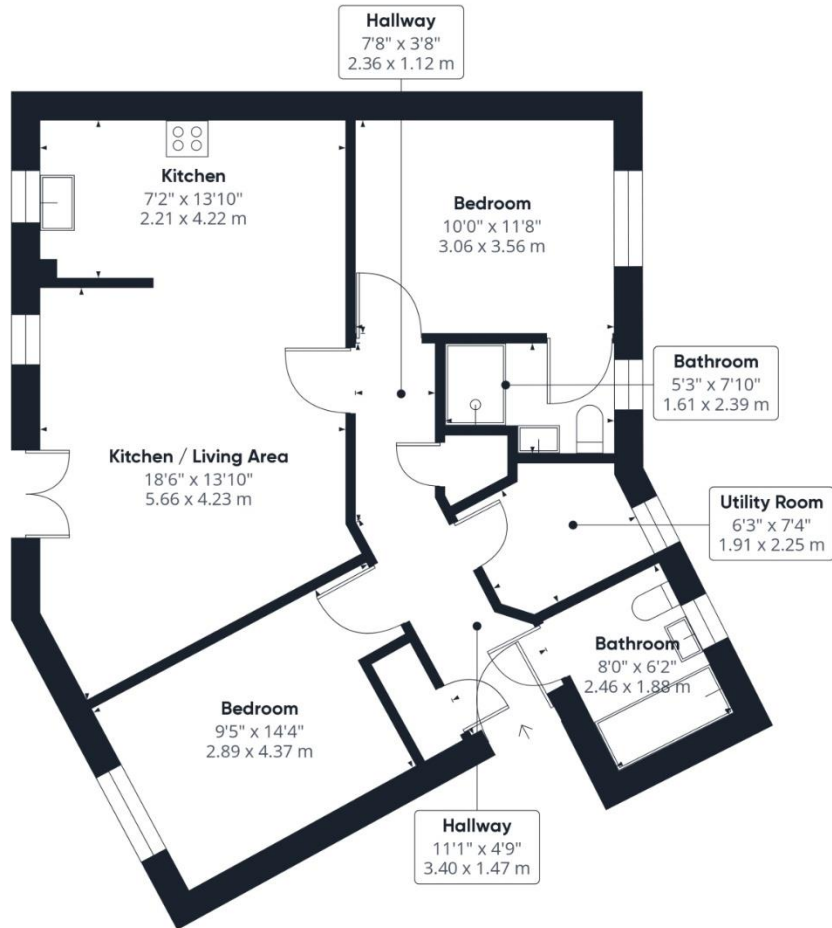 Hallway
7'8" x 3'8"
2.36 x 1.12 m
Kitchen
7'2" x 13'10"
2.21 x 4.22 m
Bedroom
10'0" x 11'8"
3.06 x 3.56 m
Bathroom
5'3" x 7'10"
1.61 x 2.39 m
Kitchen / Living Area
18'6" x 13'10"
5.66 x 4.23 m
Utility Room
6'3" x 7'4"
1.91 x 2.25 m
Bathroom
8'0" x 6'2"
2.46 x 1.88 m
Bedroom
9'5" x 14'4"
2.89 x 4.37 m
Hallway
11'1" x 4'9"
3.40 x 1.47 m